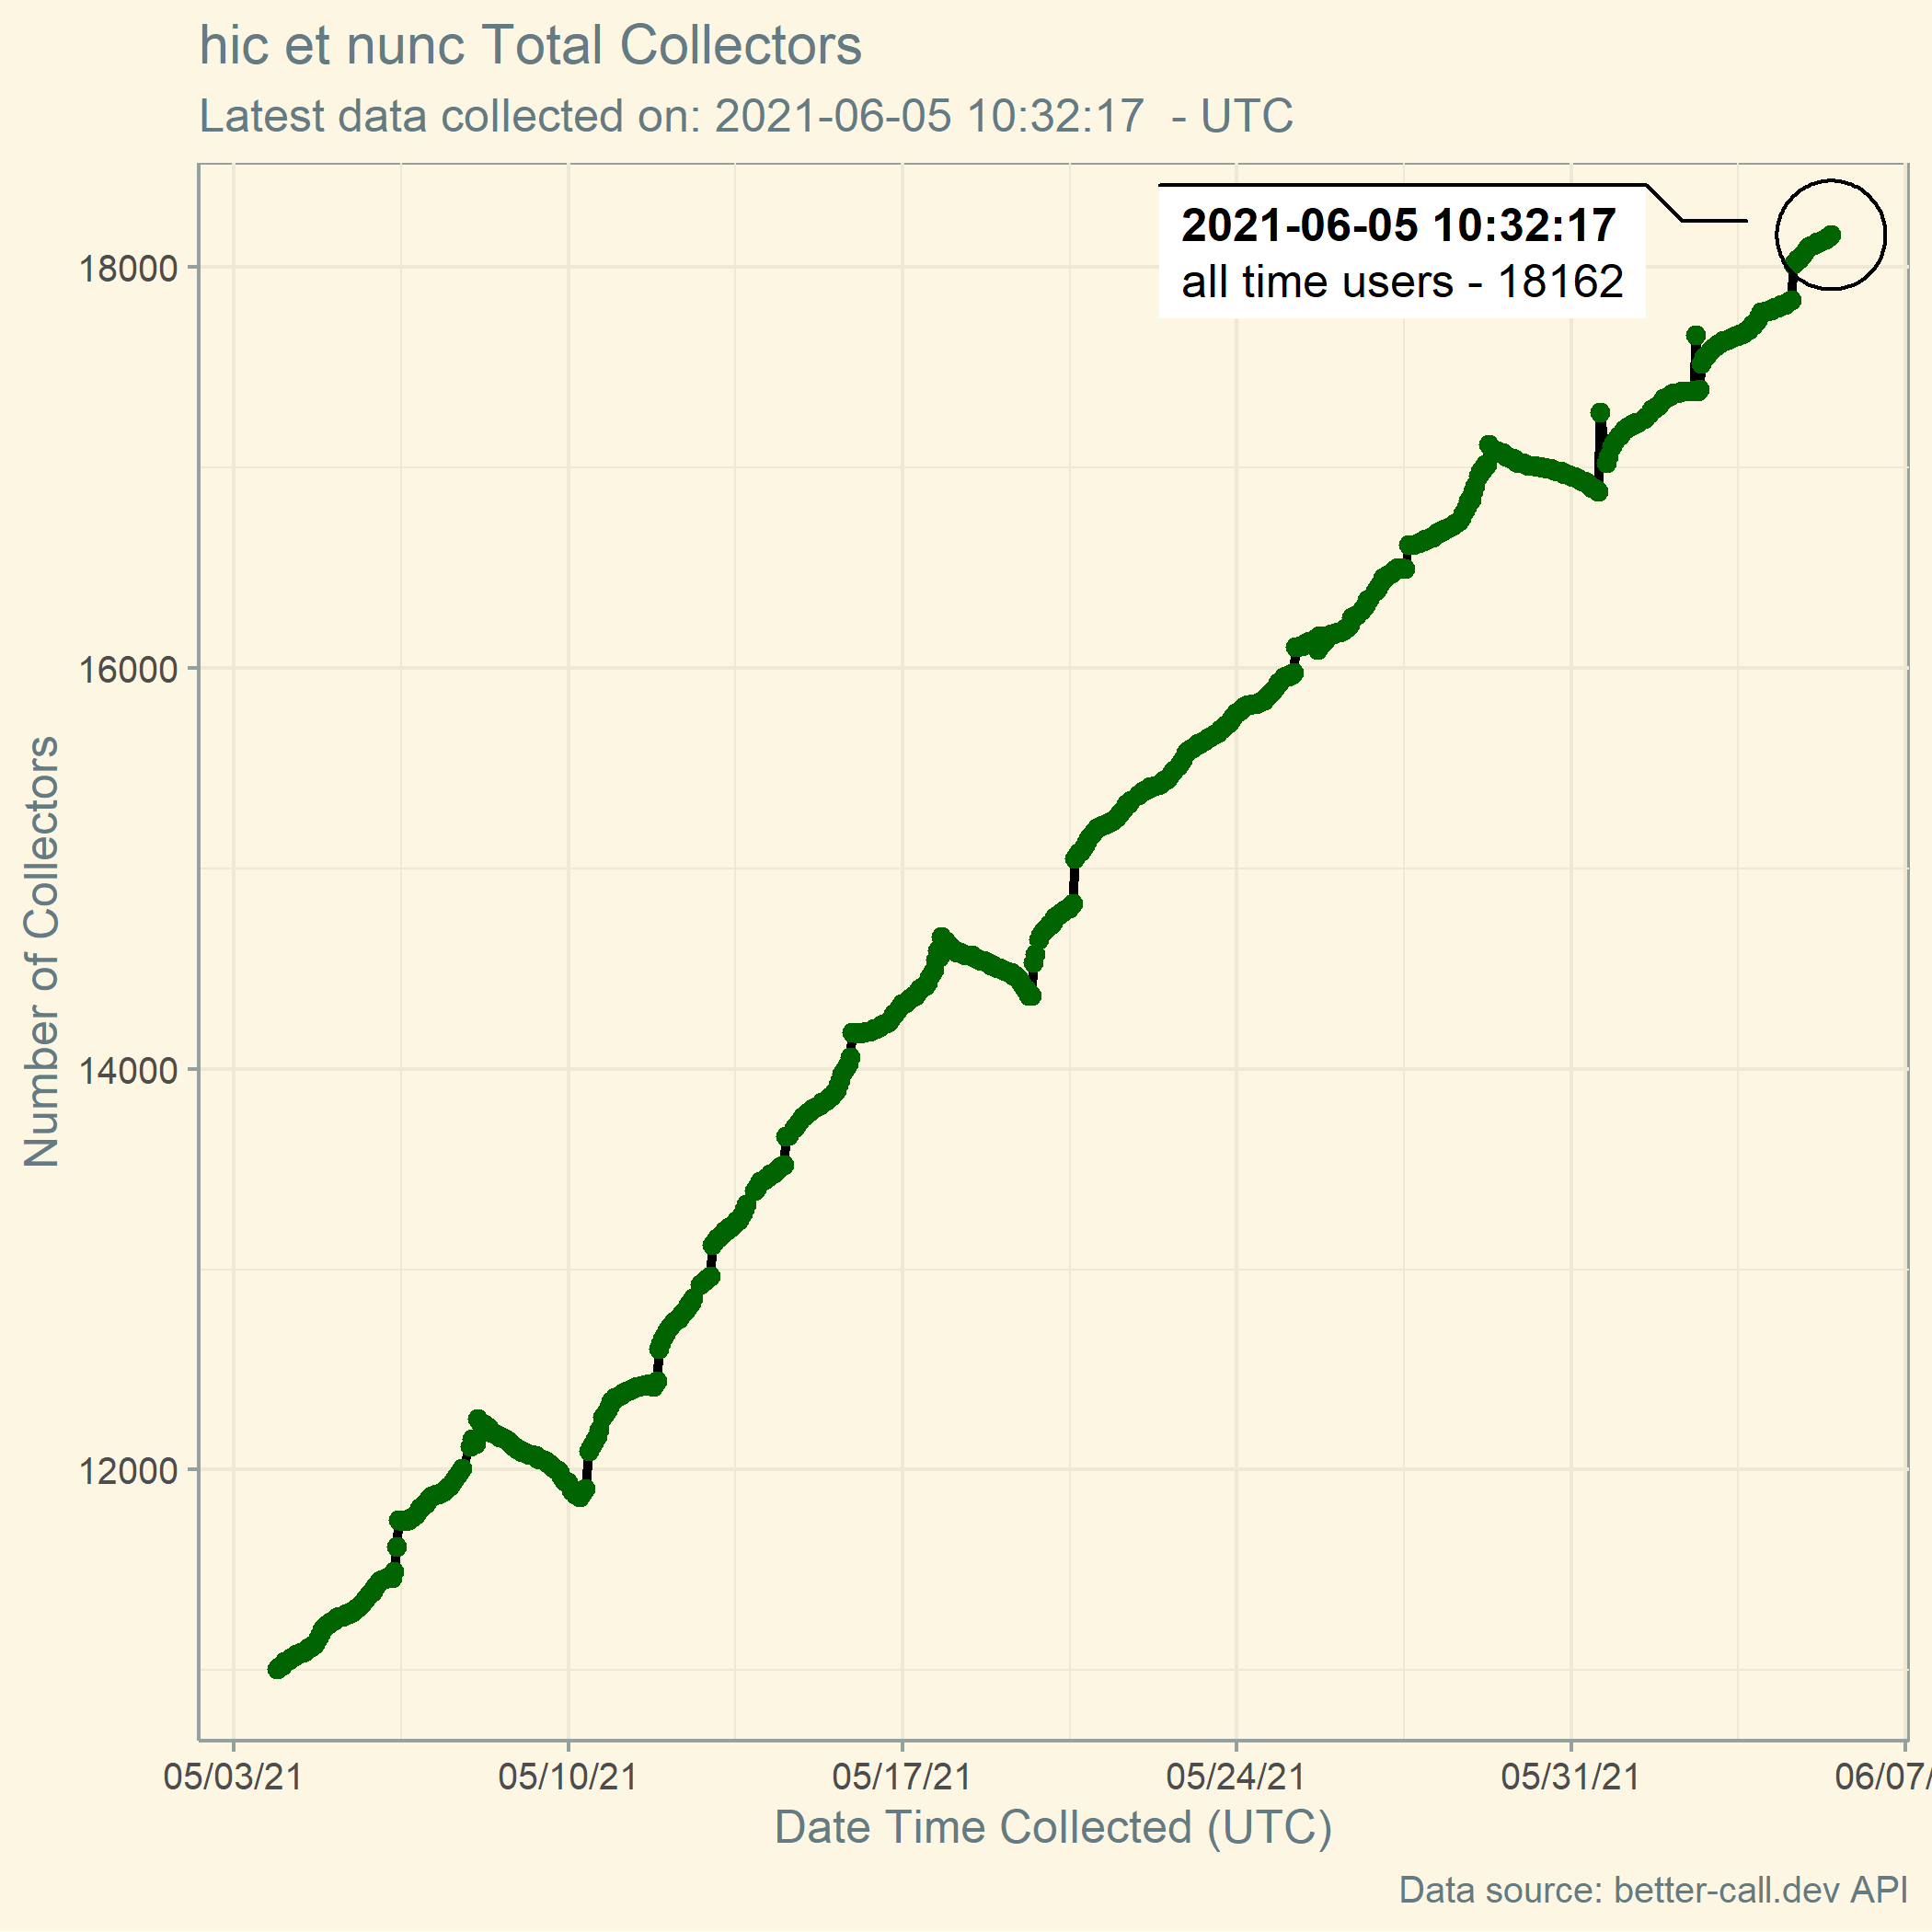 hic et nunc Total Collectors
Latest data collected on: 2021-06-05 10:32:17  - UTC
2021-06-05 10:32:17
all time users - 18162
18000
16000
14000
12000
Number of Collectors
05/03/21
05/10/21
05/17/21
05/24/21
05/31/21
06/07/
Date Time Collected (UTC)
Data source: better-call.dev API